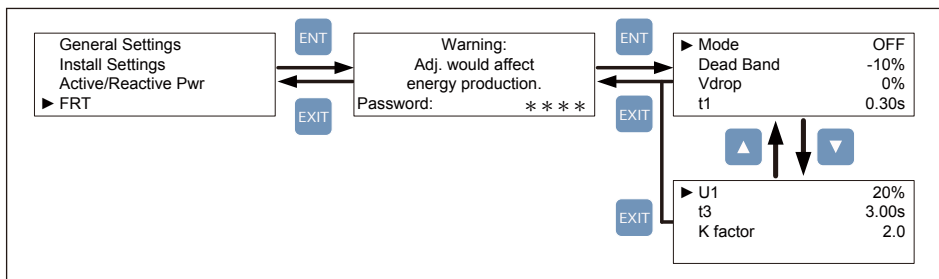 General Settings
Install Settings
Active/Reactive Pwr
► FRT
ENT
EXIT
Warning:
Adj. would affect
energy production.
Password: ＊＊＊＊
ENT
EXIT
► Mode OFF
Dead Band -10%
Vdrop 0%
t1 0.30s
▲ ▼
EXIT
► U1 20%
t3 3.00s
K factor 2.0